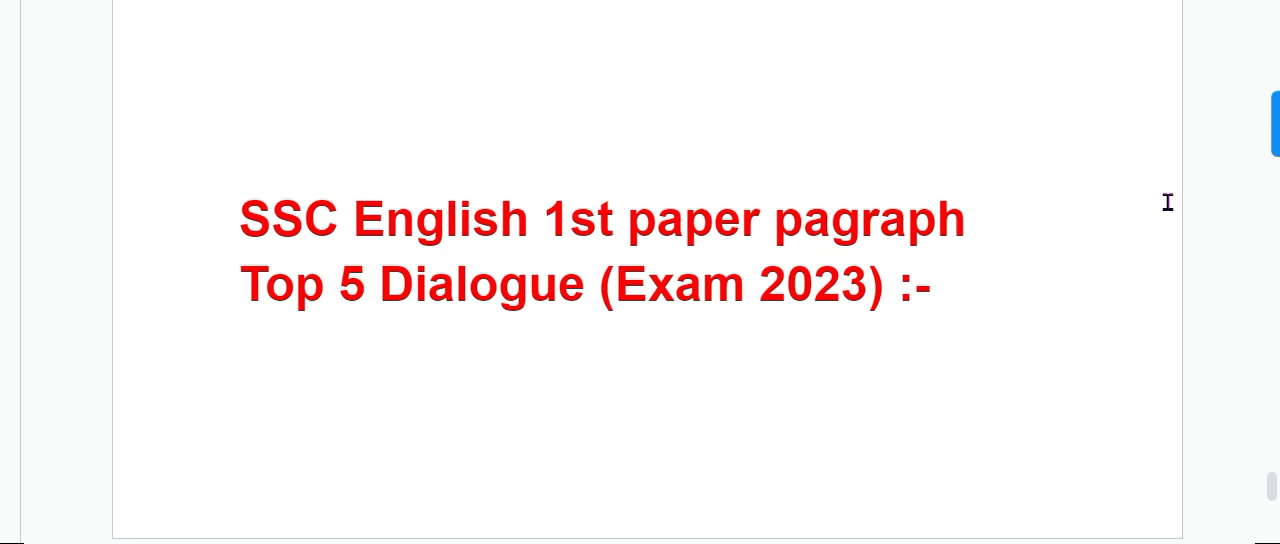 SSC English 1st paper pagraph
Top 5 Dialogue (Exam 2023) :-